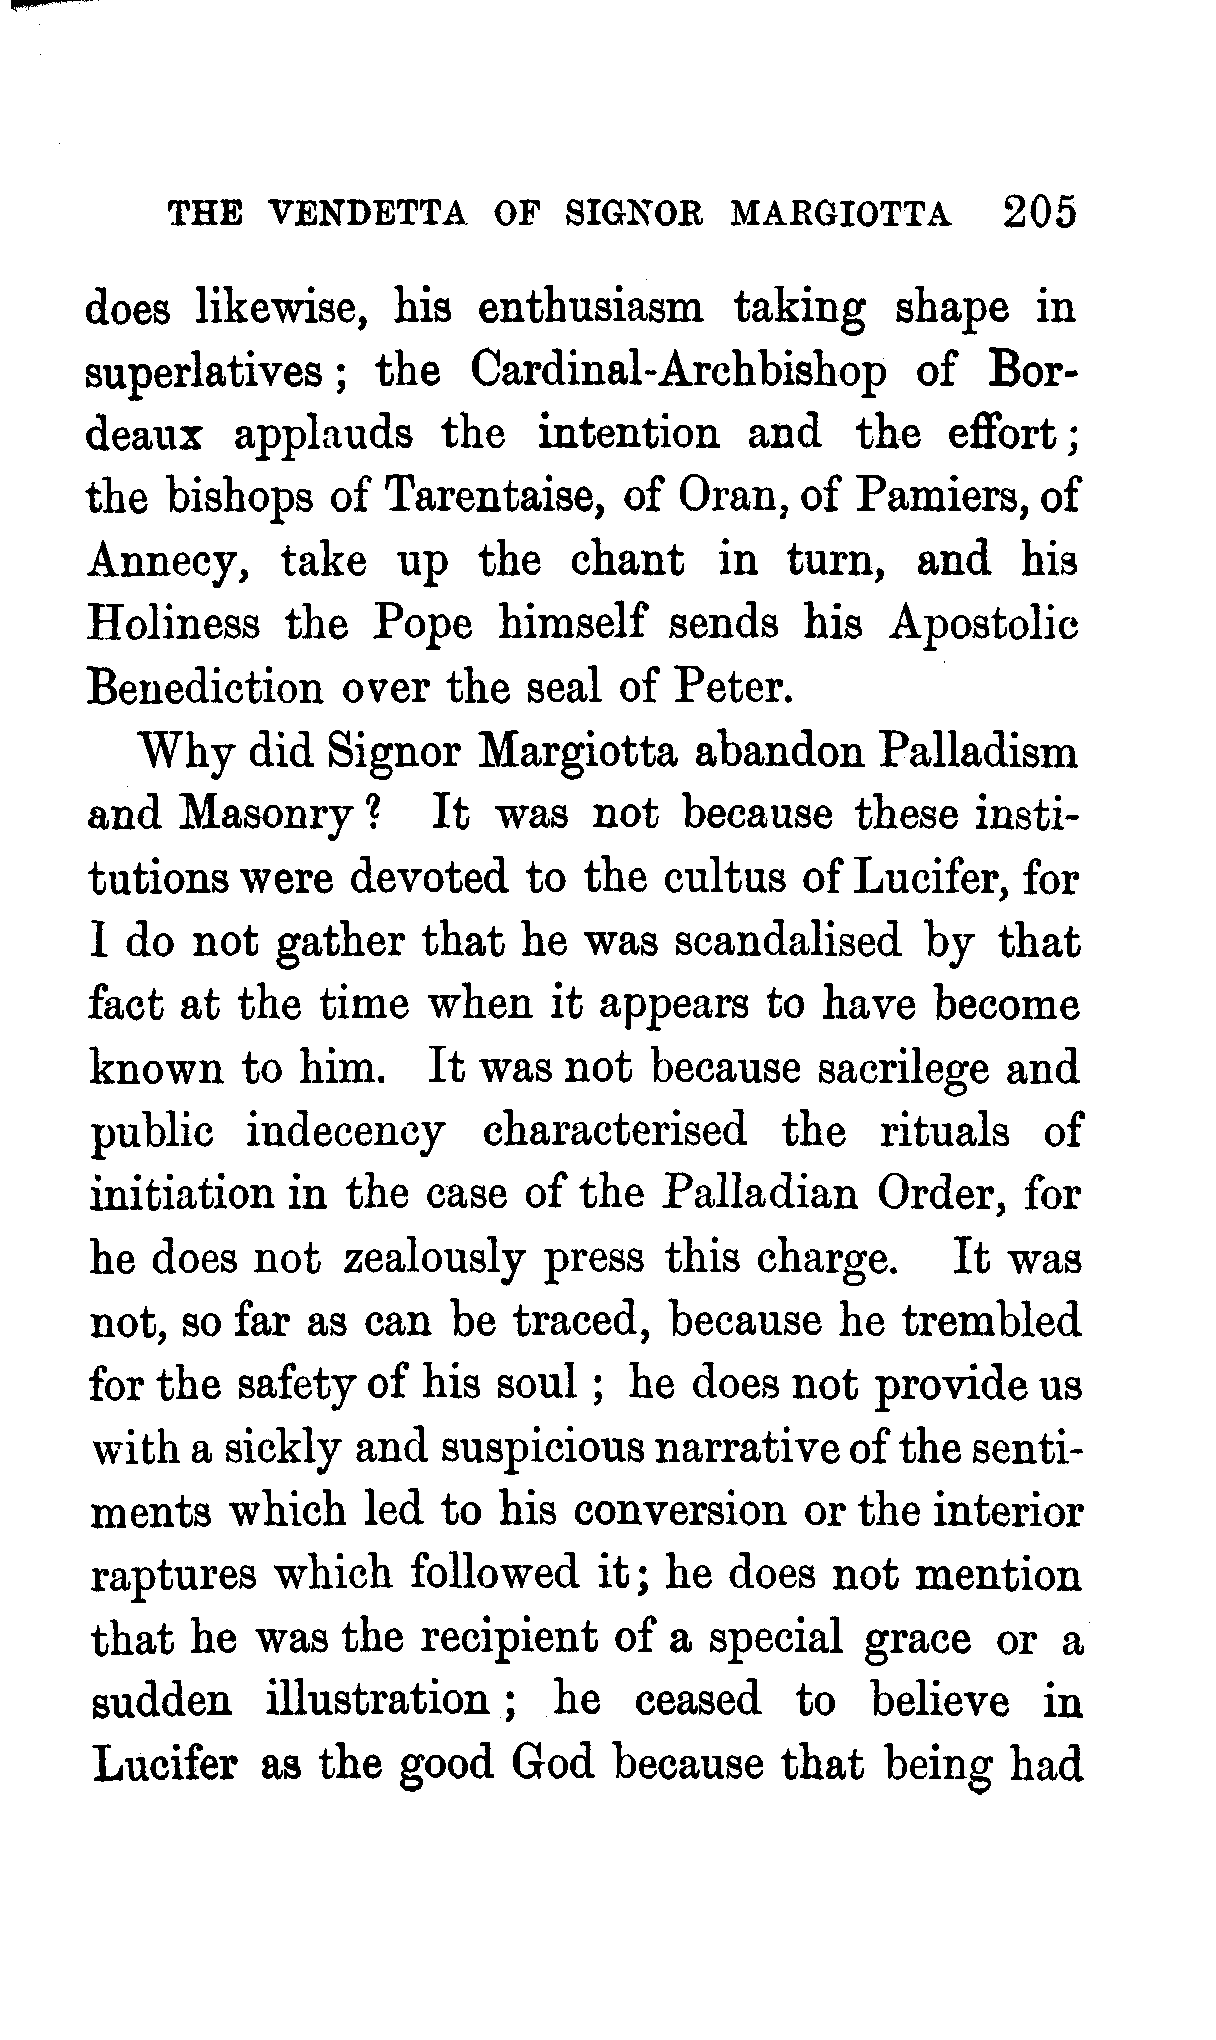 THE VENDETTA OF SIGNOR MARGIOTTA 205
does likewise, his enthusiasm taking shape in
superlatives ; the Cardinal-Archbishop of Bor-
deaux applauds the intention and the effort ;
the bishops of Tarentaise, of Oran, of Pamiers, of
Annecy, take up the chant in turn, and his
Holiness the Pope himself sends his Apostolic
Benediction over the seal of Peter.
Why did Signor Margiotta abandon Palladism
and Masonry ? It was not because these insti-
tutions were devoted to the cultus of Lucifer, for
I do not gather that he was scandalised by that
fact at the time when it appears to have become
known to him. It was not because sacrilege and
public indecency characterised the rituals of
initiation in the case of the Palladian Order, for
he does not zealously press this charge. It was
not, so far as can be traced, because he trembled
for the safety of his soul ; he does not provide us
with a sickly and suspicious narrative of the senti-
ments which led to his conversion or the interior
raptures which followed it; he does not mention
that he was the recipient of a special grace or a
sudden illustration ; he ceased to believe in
Lucifer as the good God because that being had